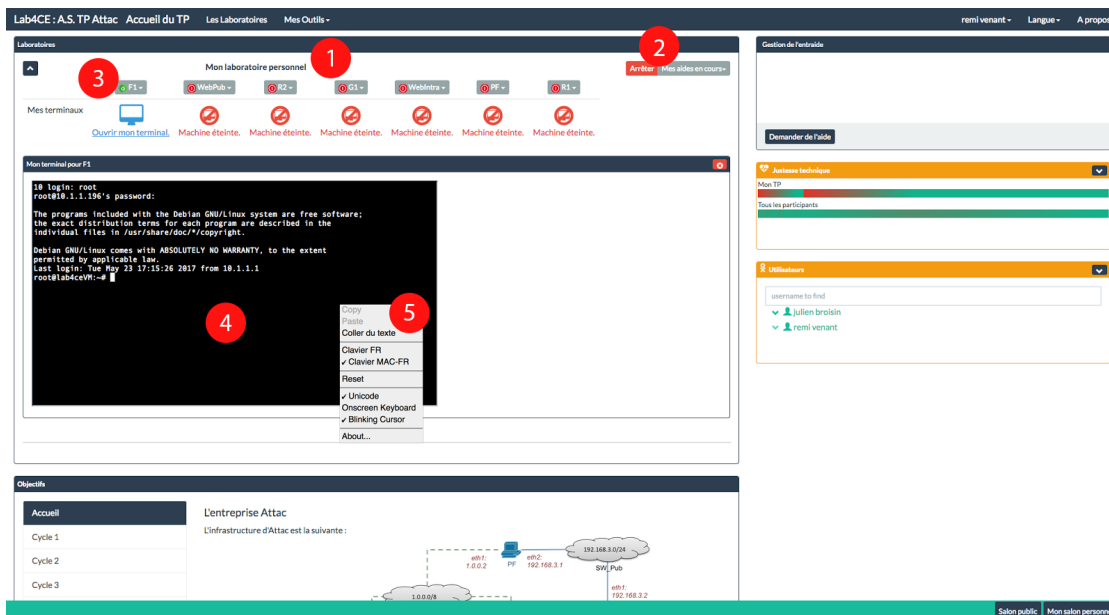 Lab4CE : A.S. TP Attac Accueil du TP Les Laboratoires Mes Outils remi venant Langue A propos
Laboratoires
Mon laboratoire personnel
1
2
Arrêter Mes aides en cours
3
F1 WebPub R2 G1 WebIntra PF R1
Mes terminaux
Ouvrir mon terminal. Machine éteinte. Machine éteinte. Machine éteinte. Machine éteinte. Machine éteinte. Machine éteinte.
Mon terminal pour F1
10 login: root
root@10.1.1.196's password:
The programs included with the Debian GNU/Linux system are free software;
the exact distribution terms for each program are described in the
individual files in /usr/share/doc/*/copyright.
Debian GNU/Linux comes with ABSOLUTELY NO WARRANTY, to the extent
permitted by applicable law.
Last login: Tue May 23 17:15:26 2017 from 10.1.1.1
root@lab4ceVM:~#
4
5
Copy
Paste
Coller du texte
Clavier FR
✓ Clavier MAC-FR
Reset
✓ Unicode
Onscreen Keyboard
✓ Blinking Cursor
About...
Gestion de l'entraide
Demander de l'aide
Justesse technique
Mon TP
Tous les participants
Utilisateurs
username to find
julien broisin
remi venant
Objectifs
Accueil
Cycle 1
Cycle 2
Cycle 3
L'entreprise Attac
L'infrastructure d'Attac est la suivante :
eth1:
1.0.0.2
PF
eth2:
192.168.3.1
192.168.3.0/24
SW_Pub
eth1:
192.168.3.2
1.0.0.0/8
Salon public Mon salon personne